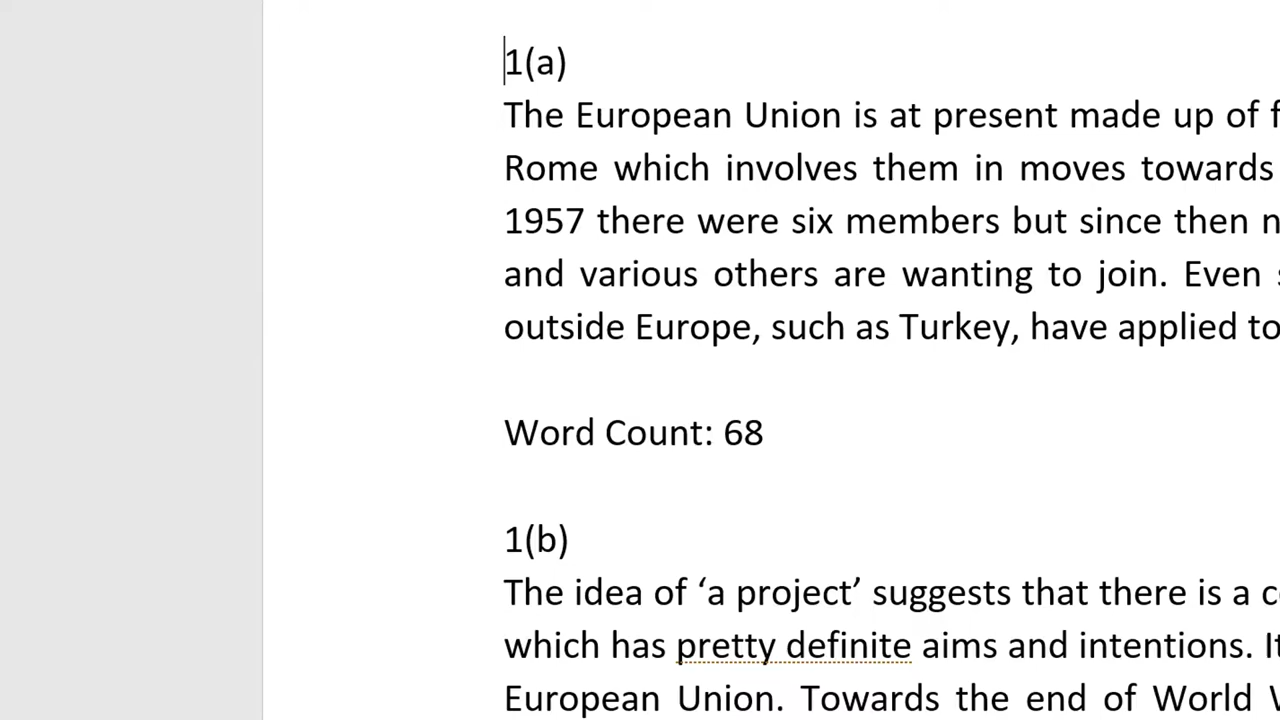 1(a)
The European Union is at present made up of
Rome which involves them in moves towards
1957 there were six members but since then
and various others are wanting to join. Even
outside Europe, such as Turkey, have applied to
Word Count: 68
1(b)
The idea of ‘a project’ suggests that there is a
which has pretty definite aims and intentions.
European Union. Towards the end of World